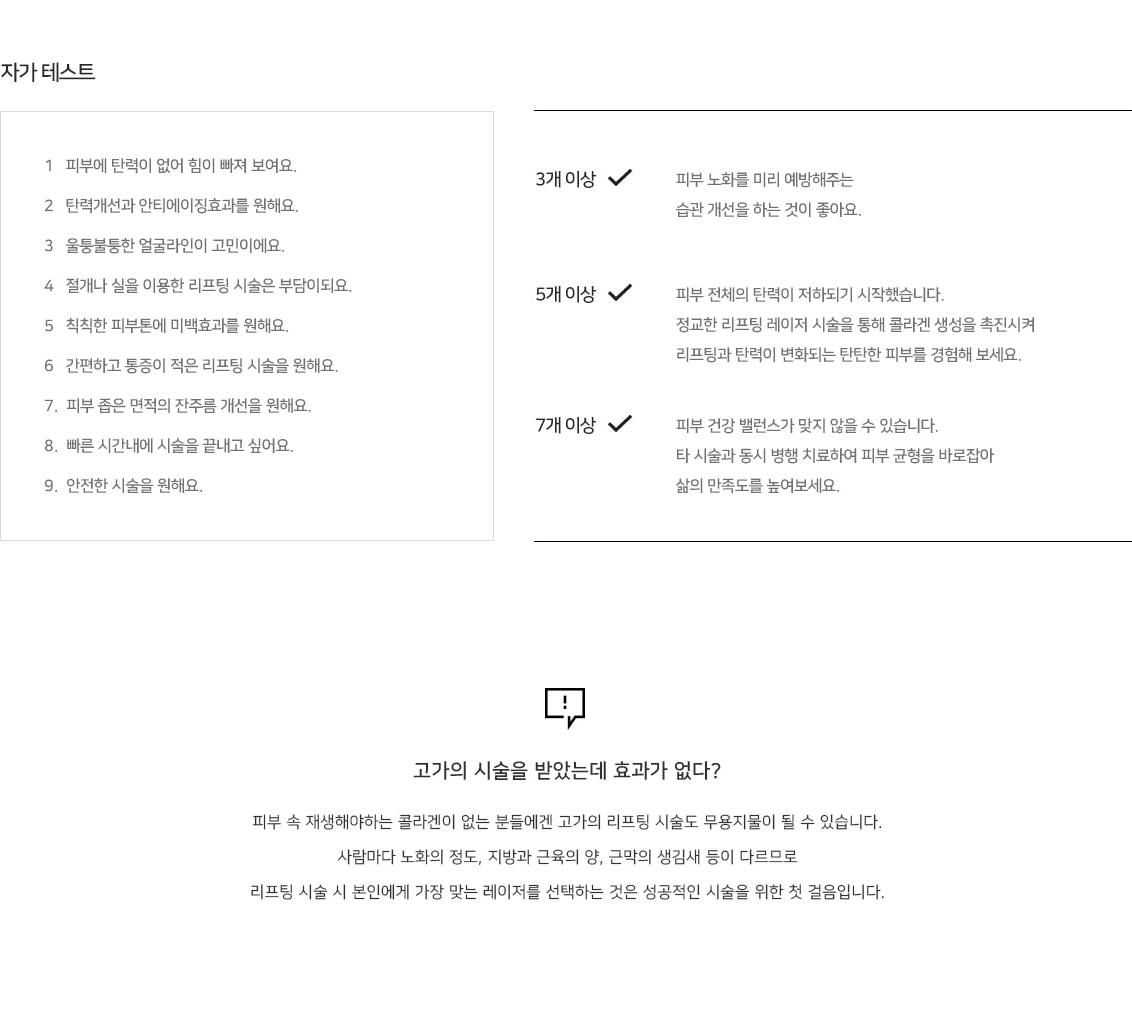 자가 테스트
1 피부에 탄력이 없어 힘이 빠져 보여요.
2 탄력개선과 안티에이징효과를 원해요.
3 울퉁불퉁한 얼굴라인이 고민이에요.
4 절개나 실을 이용한 리프팅 시술은 부담이되요.
5 칙칙한 피부톤에 미백효과를 원해요.
6 간편하고 통증이 적은 리프팅 시술을 원해요.
7. 피부 좁은 면적의 잔주름 개선을 원해요.
8. 빠른 시간내에 시술을 끝내고 싶어요.
9. 안전한 시술을 원해요.
3개 이상
피부 노화를 미리 예방해주는
습관 개선을 하는 것이 좋아요.
5개 이상
피부 전체의 탄력이 저하되기 시작했습니다.
정교한 리프팅 레이저 시술을 통해 콜라겐 생성을 촉진시켜
리프팅과 탄력이 변화되는 탄탄한 피부를 경험해 보세요.
7개 이상
피부 건강 밸런스가 맞지 않을 수 있습니다.
타 시술과 동시 병행 치료하여 피부 균형을 바로잡아
삶의 만족도를 높여보세요.
고가의 시술을 받았는데 효과가 없다?
피부 속 재생해야하는 콜라겐이 없는 분들에겐 고가의 리프팅 시술도 무용지물이 될 수 있습니다.
사람마다 노화의 정도, 지방과 근육의 양, 근막의 생김새 등이 다르므로
리프팅 시술 시 본인에게 가장 맞는 레이저를 선택하는 것은 성공적인 시술을 위한 첫 걸음입니다.